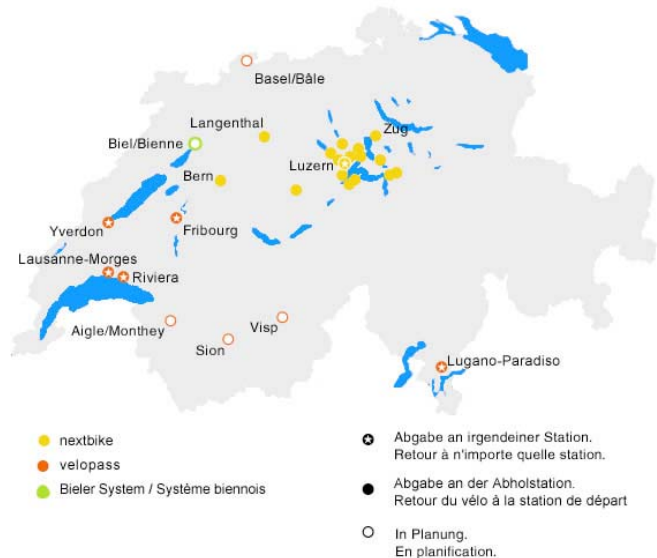 Basel/Bâle
Langenthal
Zug
Biel/Bienne
Luzern
Bern
Yverdon
Fribourg
Lausanne-Morges
Riviera
Aigle/Monthey
Visp
Sion
Lugano-Paradiso
nextbike
velopass
Bieler System / Système biennois
Abgabe an irgendeiner Station.
Retour à n'importe quelle station.
Abgabe an der Abholstation.
Retour du vélo à la station de départ
In Planung.
En planification.